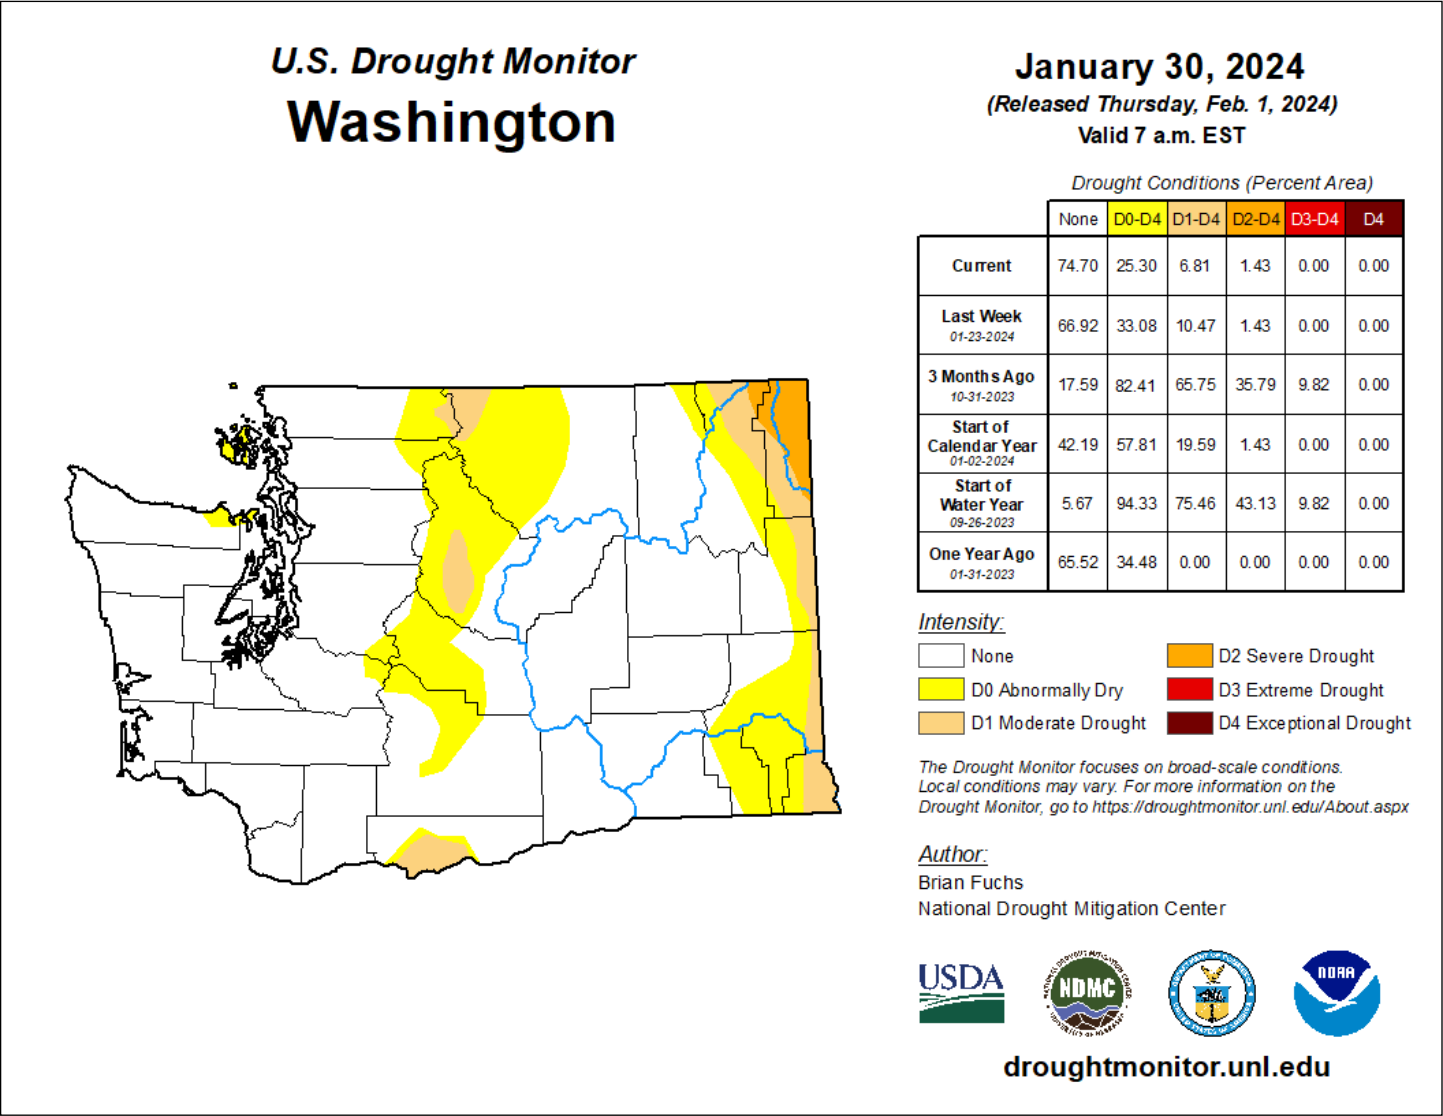 U.S. Drought Monitor
Washington
January 30, 2024
(Released Thursday, Feb. 1, 2024)
Valid 7 a.m. EST
Drought Conditions (Percent Area)
None D0-D4 D1-D4 D2-D4 D3-D4 D4
Current 74.70 25.30 6.81 1.43 0.00 0.00
Last Week
01-23-2024 66.92 33.08 10.47 1.43 0.00 0.00
3 Months Ago
10-31-2023 17.59 82.41 65.75 35.79 9.82 0.00
Start of
Calendar Year
01-02-2024 42.19 57.81 19.59 1.43 0.00 0.00
Start of
Water Year
09-26-2023 5.67 94.33 75.46 43.13 9.82 0.00
One Year Ago
01-31-2023 65.52 34.48 0.00 0.00 0.00 0.00
Intensity:
None
D0 Abnormally Dry
D1 Moderate Drought
D2 Severe Drought
D3 Extreme Drought
D4 Exceptional Drought
The Drought Monitor focuses on broad-scale conditions.
Local conditions may vary. For more information on the
Drought Monitor, go to https://droughtmonitor.unl.edu/About.aspx
Author:
Brian Fuchs
National Drought Mitigation Center
USDA
NDMC
NOAA
droughtmonitor.unl.edu